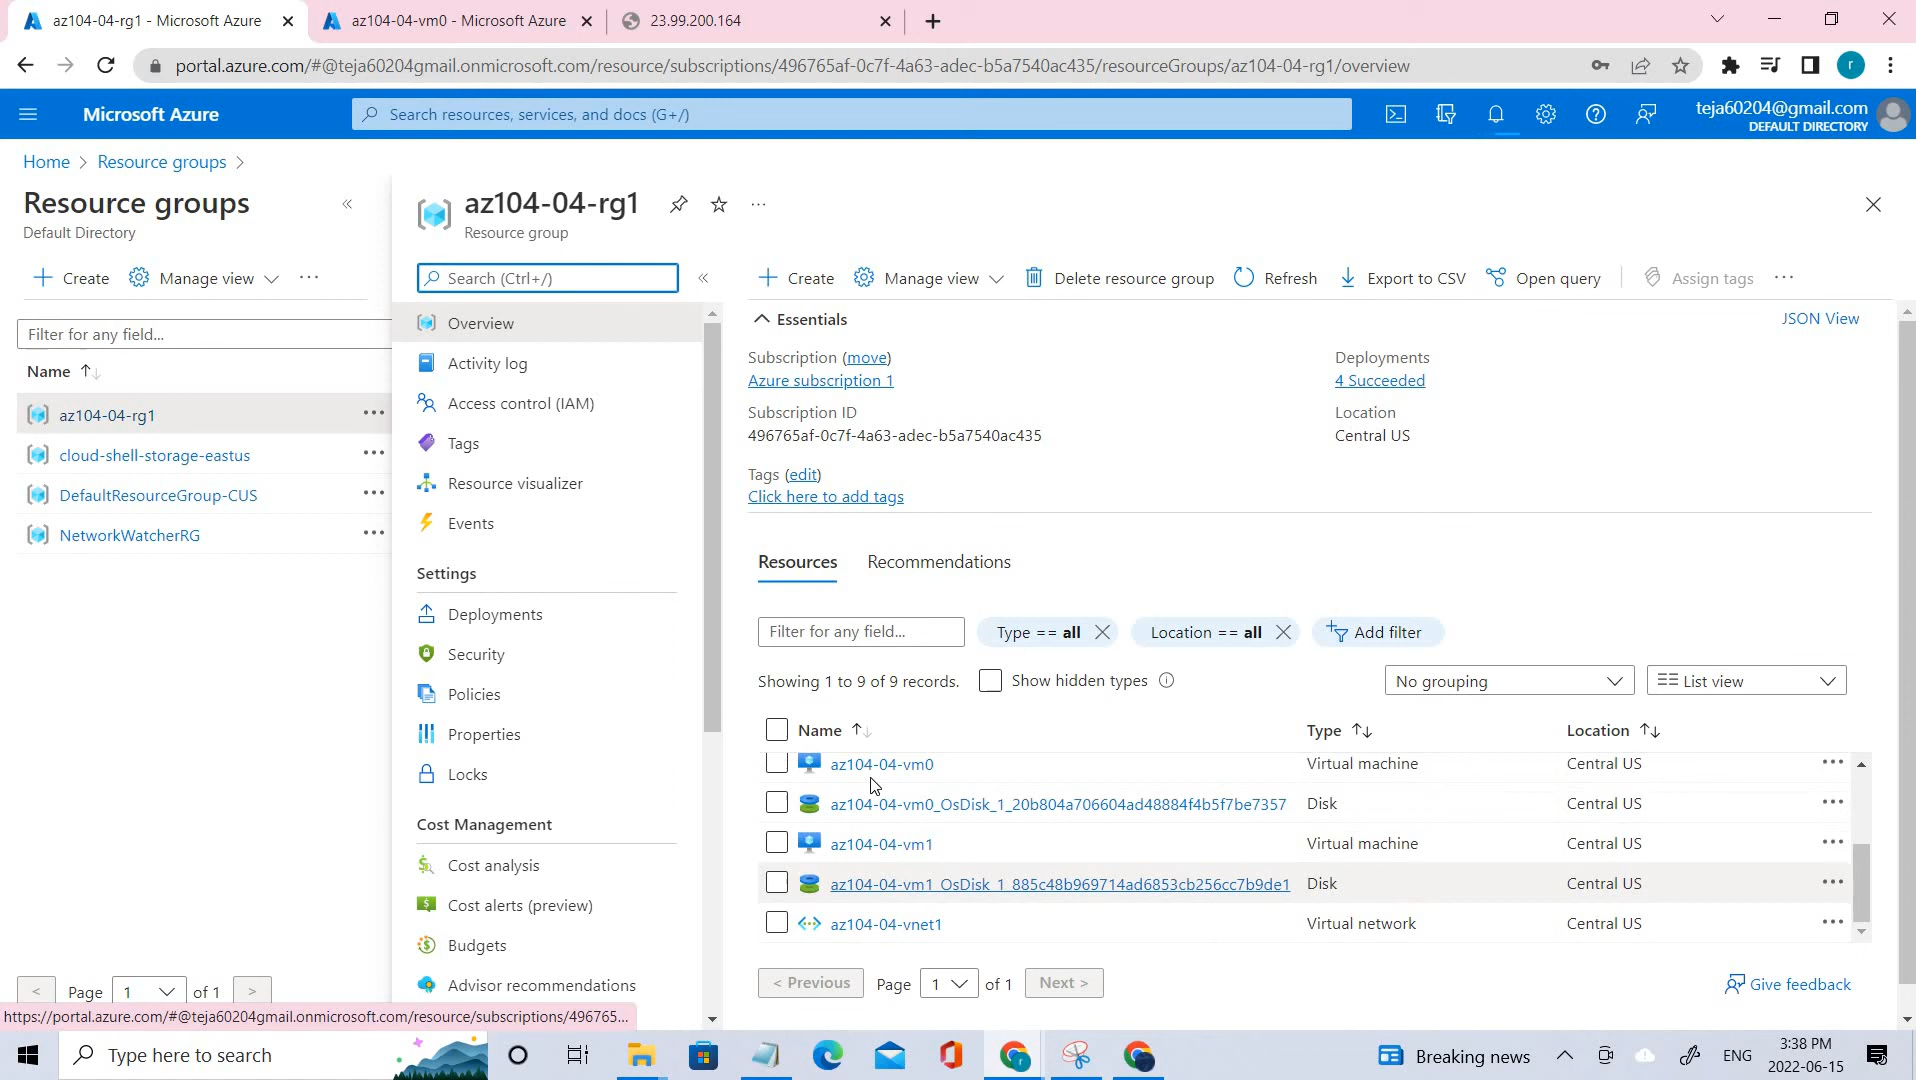 az104-04-rg1 - Microsoft Azure
az104-04-vm0 - Microsoft Azure
23.99.200.164
portal.azure.com/#@teja60204gmail.onmicrosoft.com/resource/subscriptions/496765af-0c7f-4a63-adec-b5a7540ac435/resourceGroups/az104-04-rg1/overview
r
Microsoft Azure
Search resources, services, and docs (G+/)
teja60204@gmail.com
DEFAULT DIRECTORY
Home > Resource groups >
Resource groups
Default Directory
Create
Manage view
Filter for any field...
Name
az104-04-rg1
cloud-shell-storage-eastus
DefaultResourceGroup-CUS
NetworkWatcherRG
< Page 1 of 1 >
az104-04-rg1
Resource group
Search (Ctrl+/)
Overview
Activity log
Access control (IAM)
Tags
Resource visualizer
Events
Settings
Deployments
Security
Policies
Properties
Locks
Cost Management
Cost analysis
Cost alerts (preview)
Budgets
Advisor recommendations
Create
Manage view
Delete resource group
Refresh
Export to CSV
Open query
Assign tags
Essentials
JSON View
Subscription (move)
Azure subscription 1
Subscription ID
496765af-0c7f-4a63-adec-b5a7540ac435
Tags (edit)
Click here to add tags
Deployments
4 Succeeded
Location
Central US
Resources
Recommendations
Filter for any field...
Type == all
Location == all
Add filter
Showing 1 to 9 of 9 records.
Show hidden types
No grouping
List view
Name Type Location
az104-04-vm0 Virtual machine Central US
az104-04-vm0_OsDisk_1_20b804a706604ad48884f4b5f7be7357 Disk Central US
az104-04-vm1 Virtual machine Central US
az104-04-vm1_OsDisk_1_885c48b969714ad6853cb256cc7b9de1 Disk Central US
az104-04-vnet1 Virtual network Central US
< Previous Page 1 of 1 Next >
Give feedback
https://portal.azure.com/#@teja60204gmail.onmicrosoft.com/resource/subscriptions/496765...
Type here to search
Breaking news
ENG
3:38 PM
2022-06-15